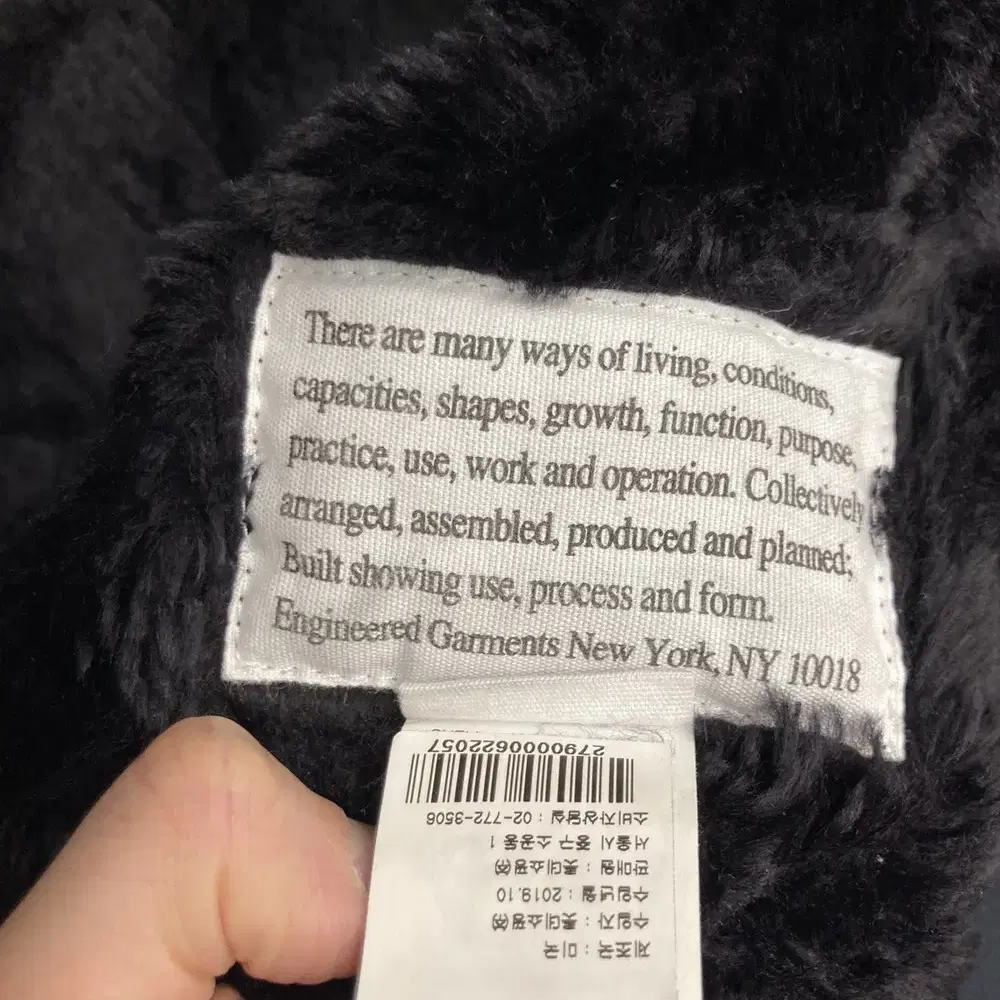 There are many ways of living, conditions,
capacities, shapes, growth, function, purpose,
practice, use, work and operation. Collectively
arranged, assembled, produced and planned;
Built showing use, process and form.
Engineered Garments New York, NY 10018
제조국 : 미국
수입자 : 롯데쇼핑㈜
수입년월 : 2019.10
판매원 : 롯데쇼핑㈜
서울시 중구 소공동 1
소비자상담실 : 02-772-3506
2790000622057